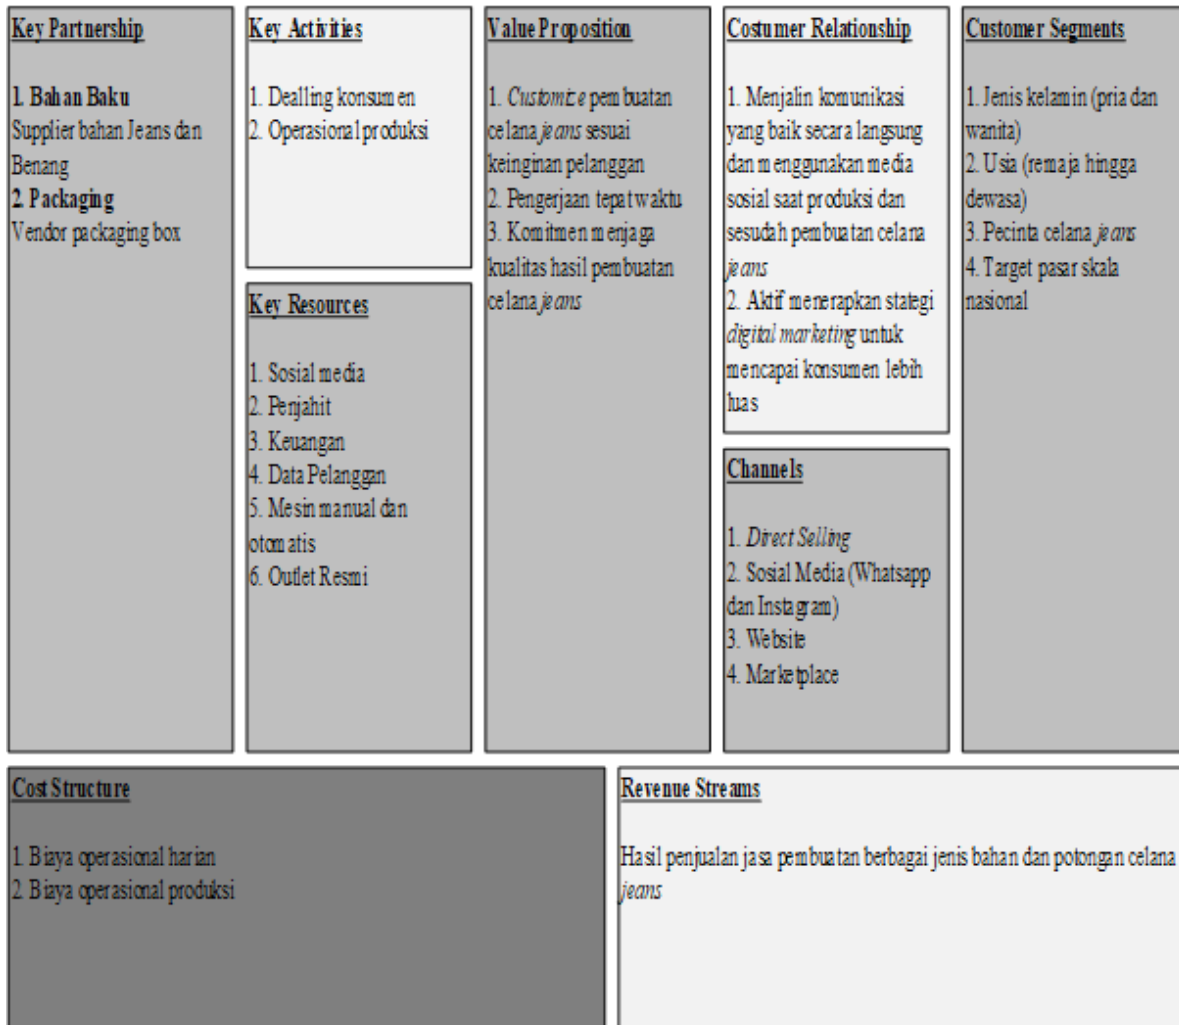 Key Partnership
1. Bahan Baku
Supplier bahan Jeans dan
Benang
2. Packaging
Vendor packaging box
Key Activities
1. Dealling konsumen
2. Operasional produksi
Key Resources
1. Sosial media
2. Penjahit
3. Keuangan
4. Data Pelanggan
5. Mesin manual dan
otomatis
6. Outlet Resmi
Value Proposition
1. Customize pembuatan
celana jeans sesuai
keinginan pelanggan
2. Pengerjaan tepat waktu
3. Komitmen menjaga
kualitas hasil pembuatan
celana jeans
Costumer Relationship
1. Menjalin komunikasi
yang baik secara langsung
dan menggunakan media
sosial saat produksi dan
sesudah pembuatan celana
jeans
2. Aktif menerapkan stategi
digital marketing untuk
mencapai konsumen lebih
luas
Channels
1. Direct Selling
2. Sosial Media (Whatsapp
dan Instagram)
3. Website
4. Marketplace
Customer Segments
1. Jenis kelamin (pria dan
wanita)
2. Usia (remaja hingga
dewasa)
3. Pecinta celana jeans
4. Target pasar skala
nasional
Cost Structure
1. Biaya operasional harian
2. Biaya operasional produksi
Revenue Streams
Hasil penjualan jasa pembuatan berbagai jenis bahan dan potongan celana
jeans